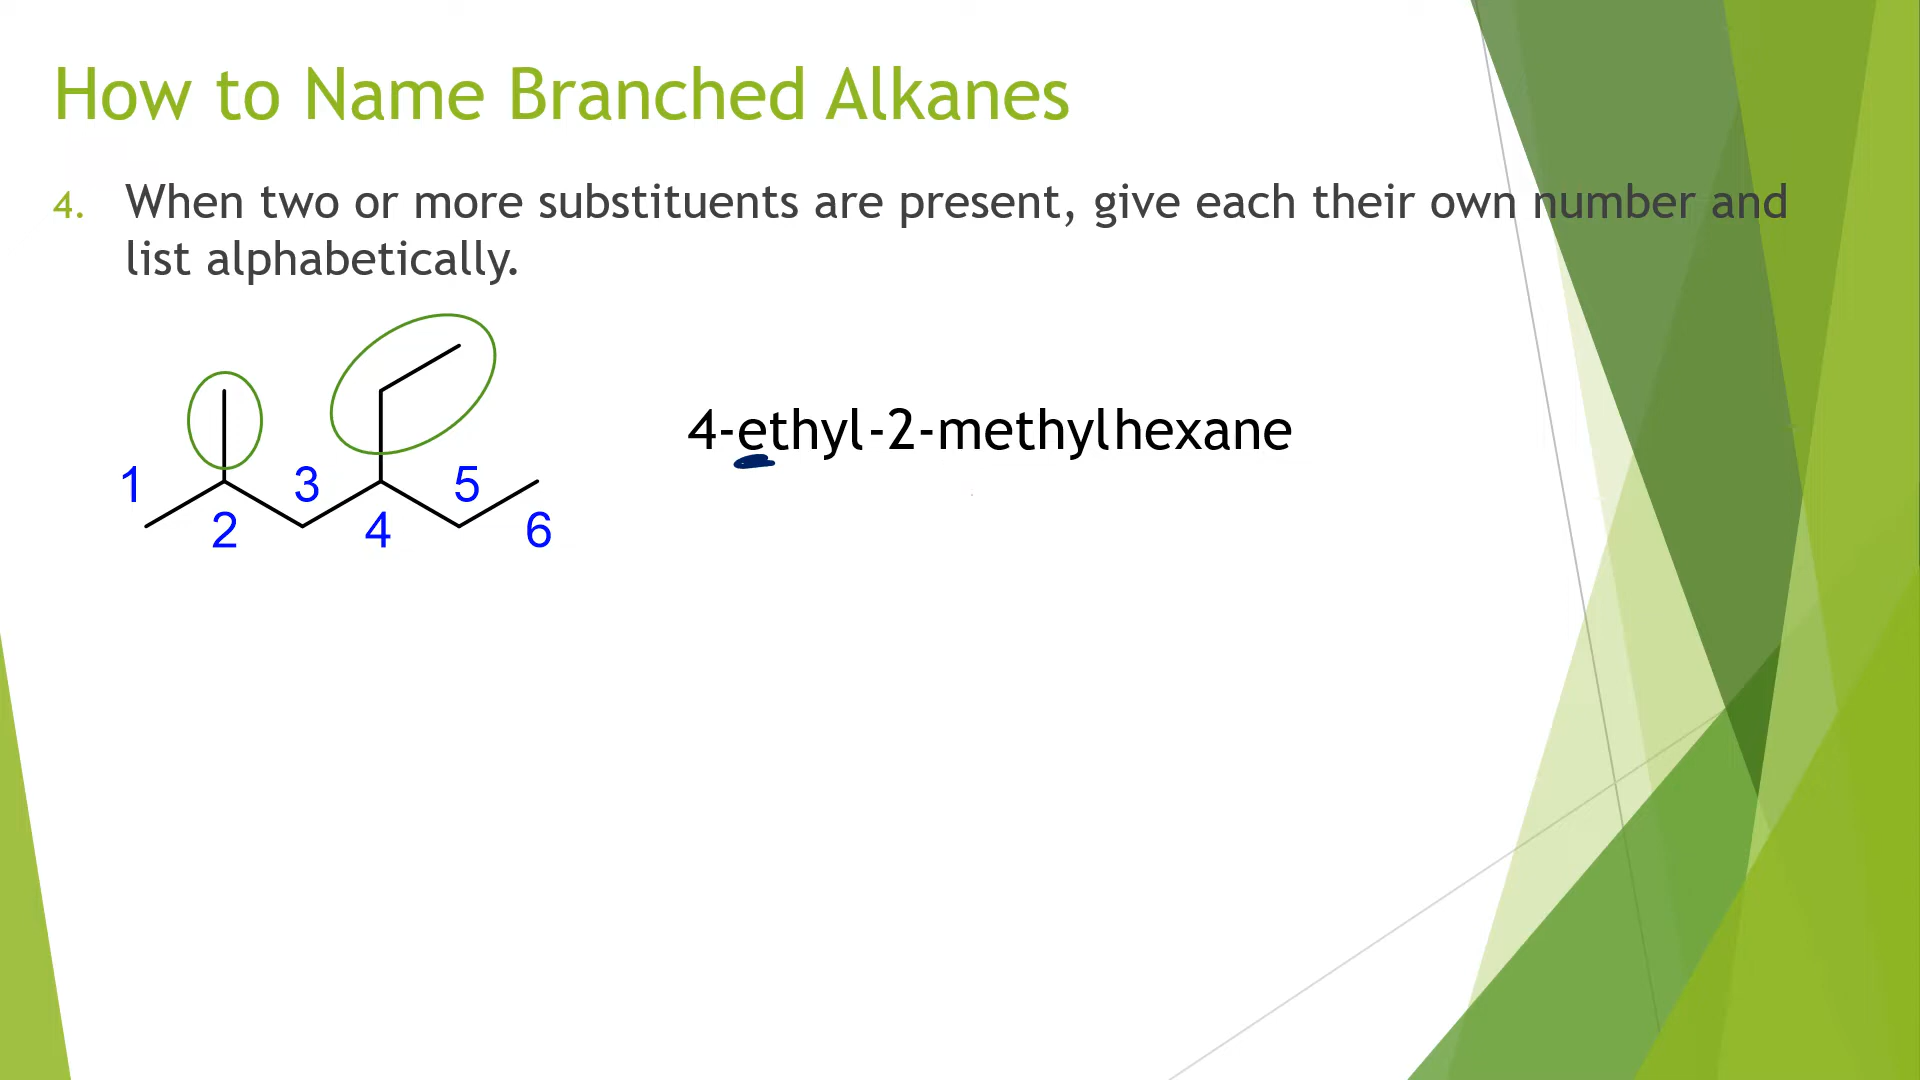 How to Name Branched Alkanes
4. When two or more substituents are present, give each their own number and
list alphabetically.
4-ethyl-2-methylhexane
1 3 5
2 4 6